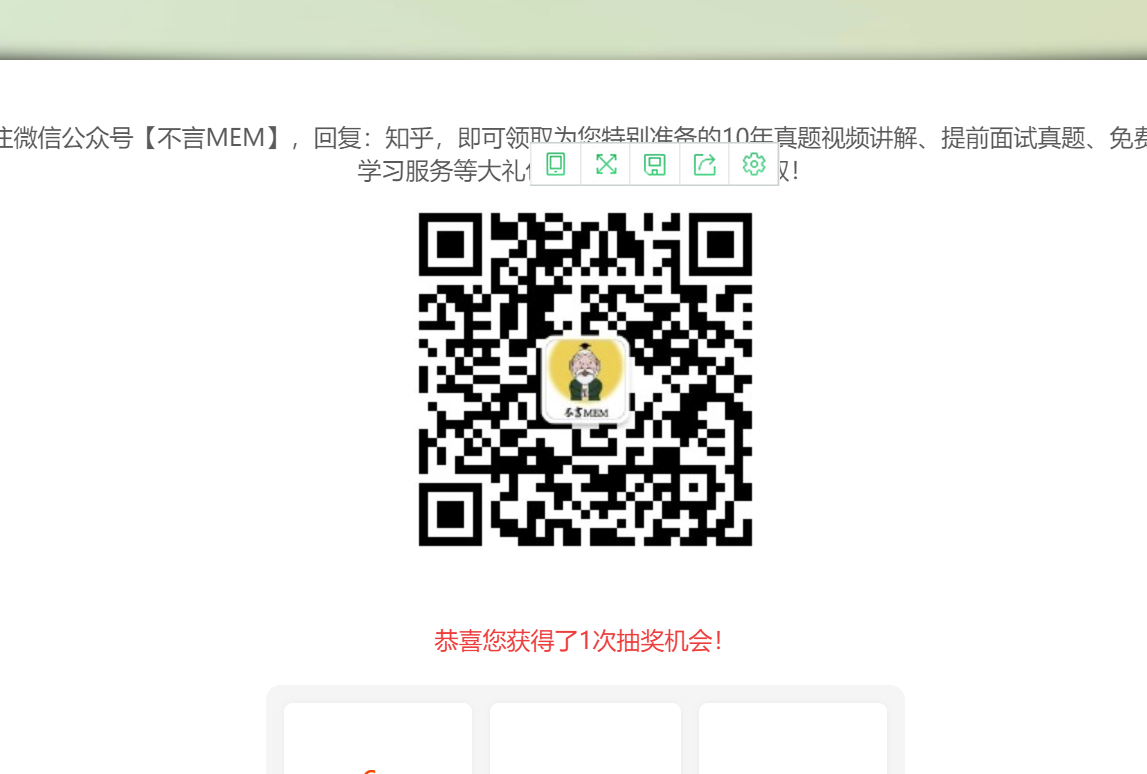 注微信公众号【不言MEM】，回复：知乎，即可领取为您特别准备的10年真题视频讲解、提前面试真题、免费
学习服务等大礼
取！
不言MEM
恭喜您获得了1次抽奖机会！